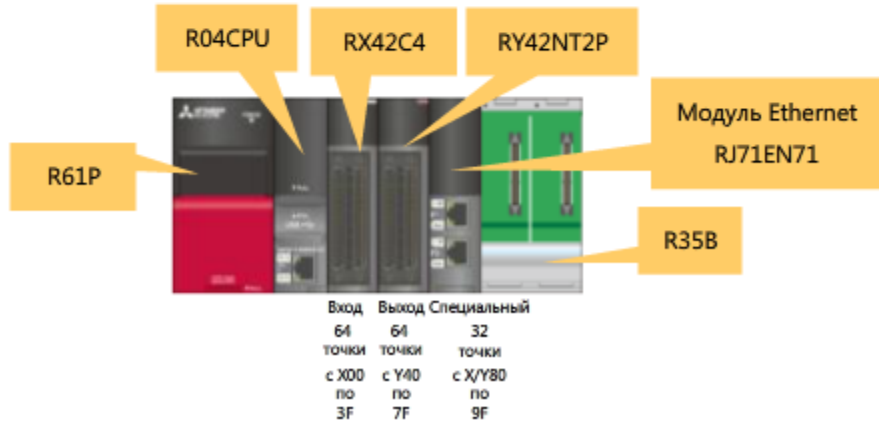 R04CPU
RX42C4
RY42NT2P
Модуль Ethernet
RJ71EN71
R61P
R35B
Вход Выход Специальный
64 64 32
точки точки точки
с X00 с Y40 с X/Y80
по по по
3F 7F 9F